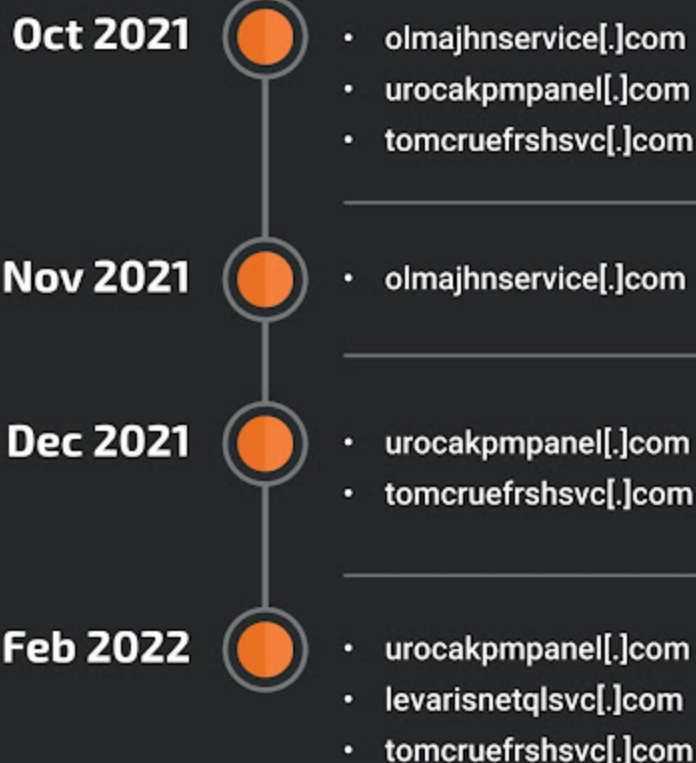 Oct 2021
• olmajhnservice[.]com
• urocakpmpanel[.]com
• tomcruefrshsvc[.]com
Nov 2021
• olmajhnservice[.]com
Dec 2021
• urocakpmpanel[.]com
• tomcruefrshsvc[.]com
Feb 2022
• urocakpmpanel[.]com
• levarisnetqlsvc[.]com
• tomcruefrshsvc[.]com